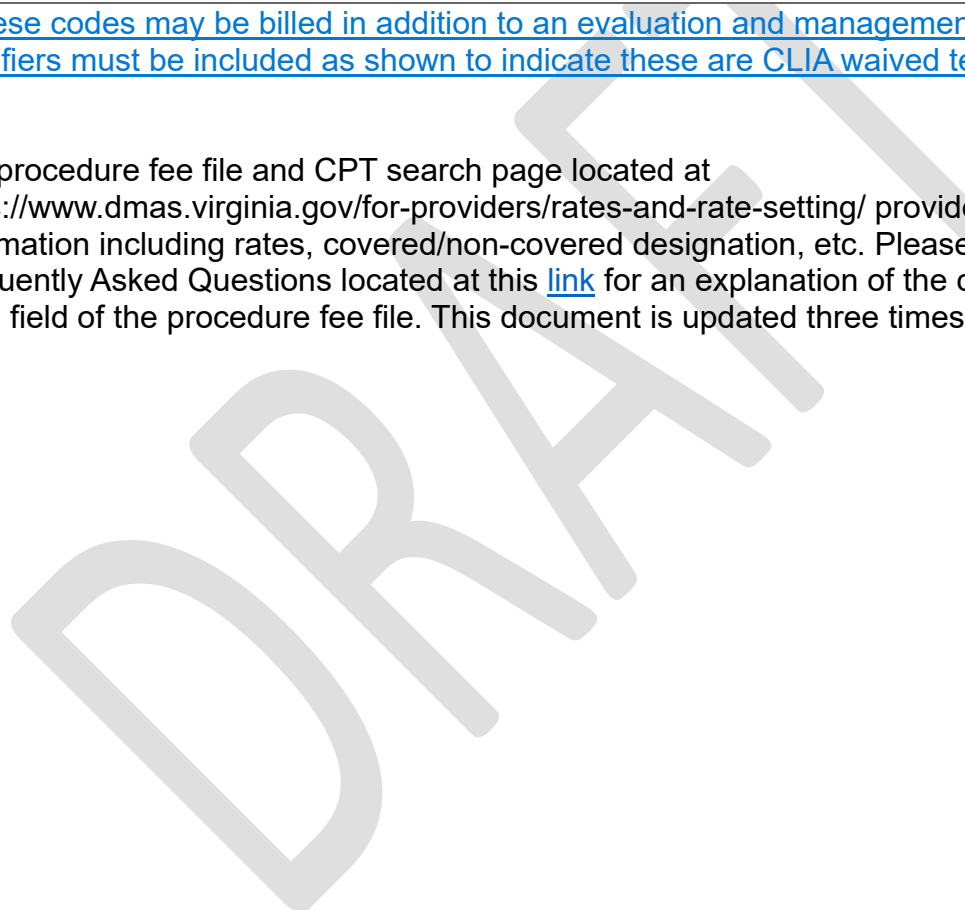 ese codes may be billed in addition to an evaluation and managemen
fiers must be included as shown to indicate these are CLIA waived te
procedure fee file and CPT search page located at
s://www.dmas.virginia.gov/for-providers/rates-and-rate-setting/ provide
mation including rates, covered/non-covered designation, etc. Please
uently Asked Questions located at this link for an explanation of the
field of the procedure fee file. This document is updated three times
DRAFT